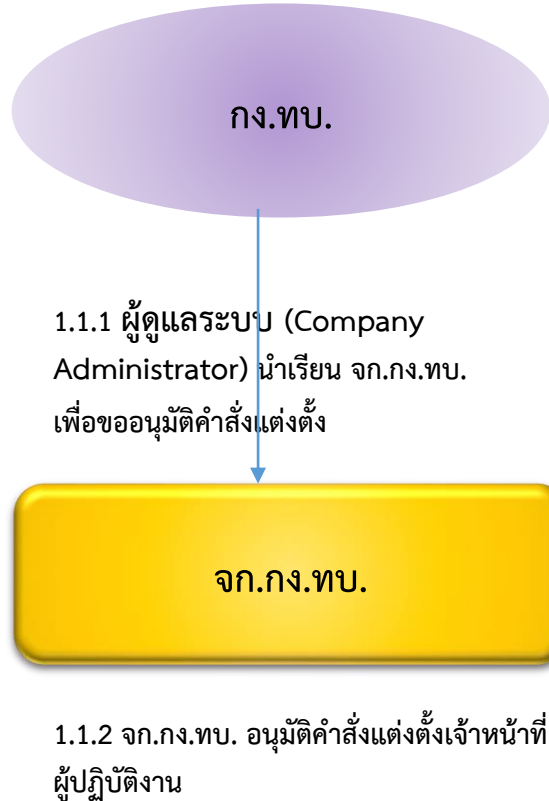 กง.ทบ.
1.1.1 ผู้ดูแลระบบ (Company
Administrator) นำเรียน จก.กง.ทบ.
เพื่อขออนุมัติคำสั่งแต่งตั้ง
จก.กง.ทบ.
1.1.2 จก.กง.ทบ. อนุมัติคำสั่งแต่งตั้งเจ้าหน้าที่
ผู้ปฏิบัติงาน